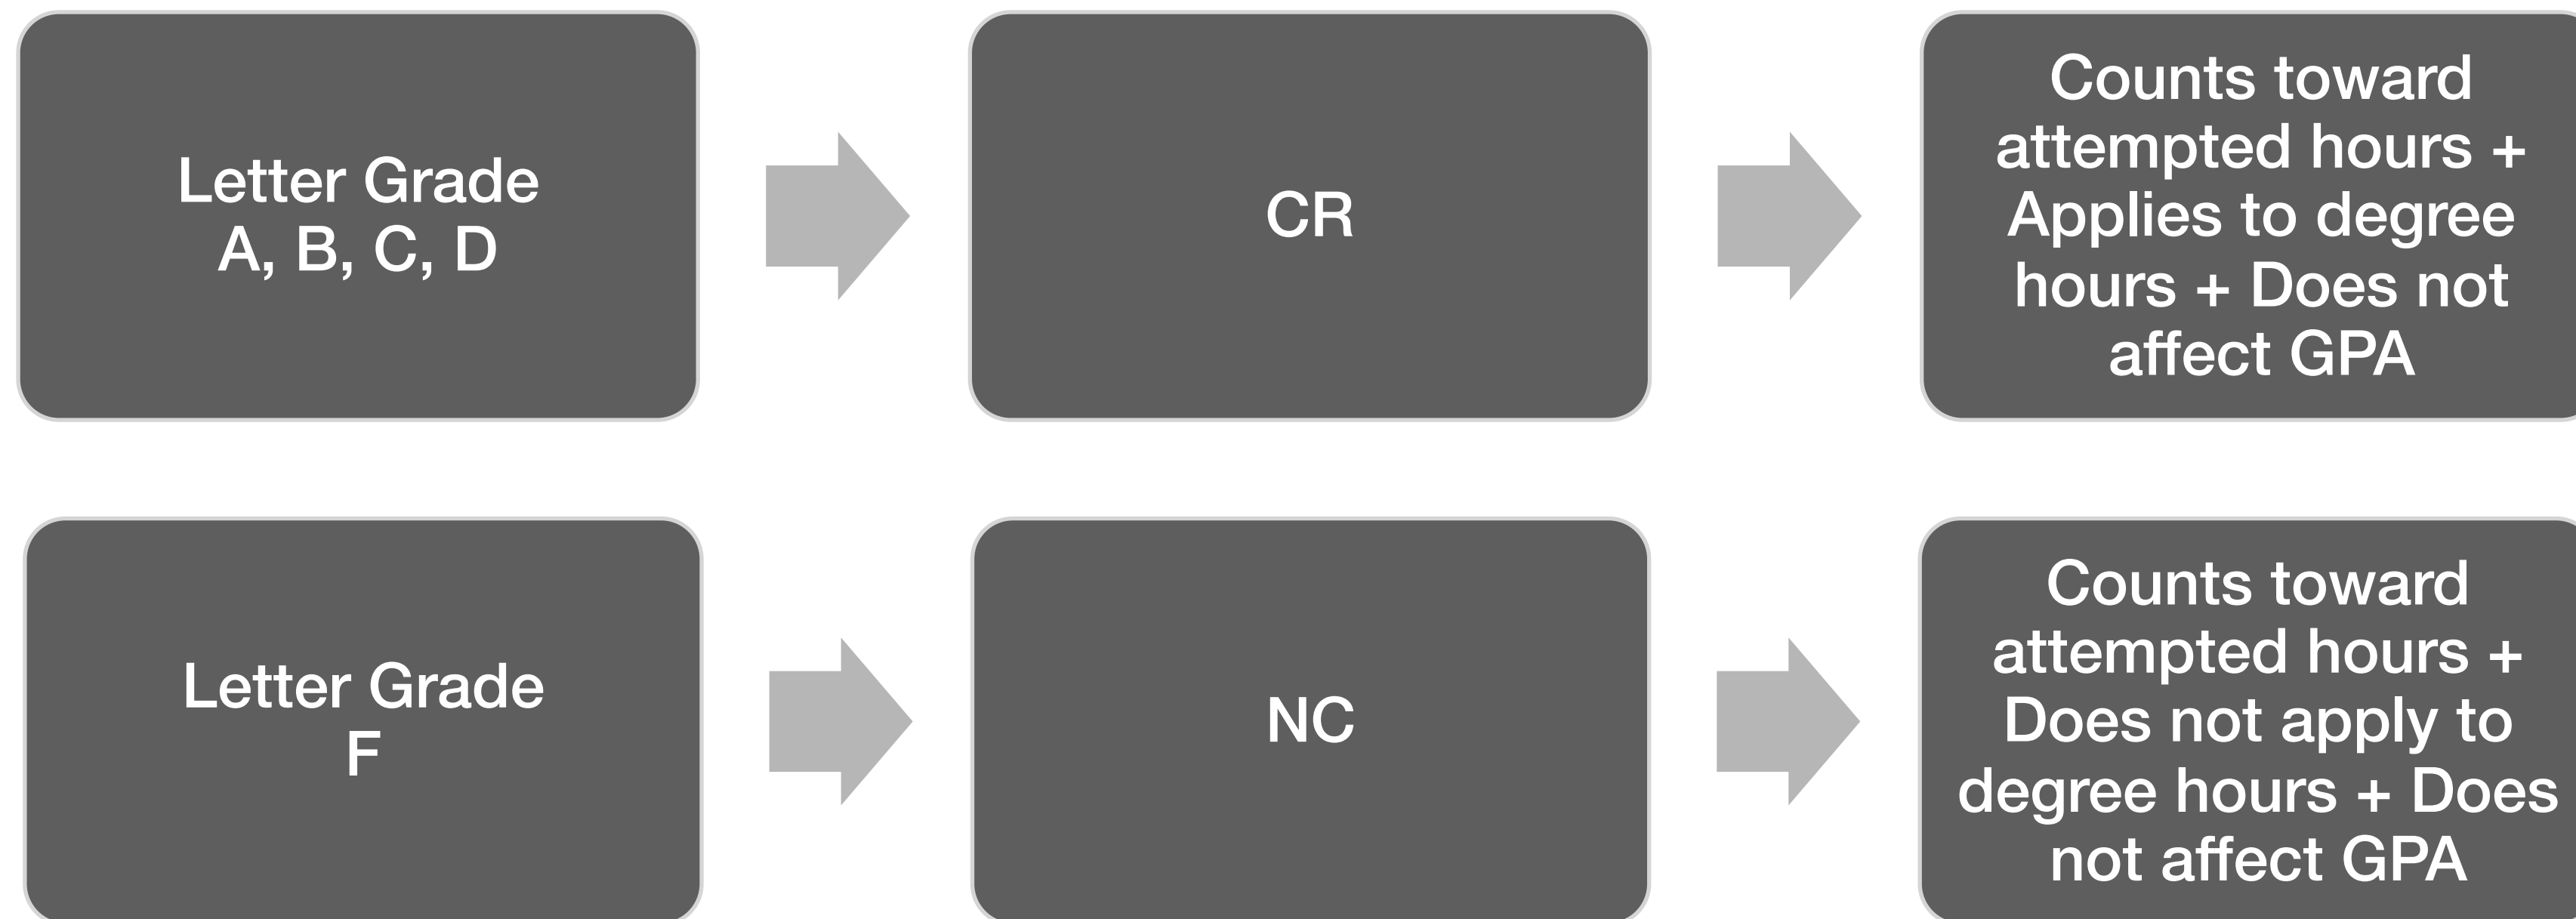 Letter Grade
A, B, C, D
CR
Counts toward
attempted hours +
Applies to degree
hours + Does not
affect GPA
Letter Grade
F
NC
Counts toward
attempted hours +
Does not apply to
degree hours + Does
not affect GPA